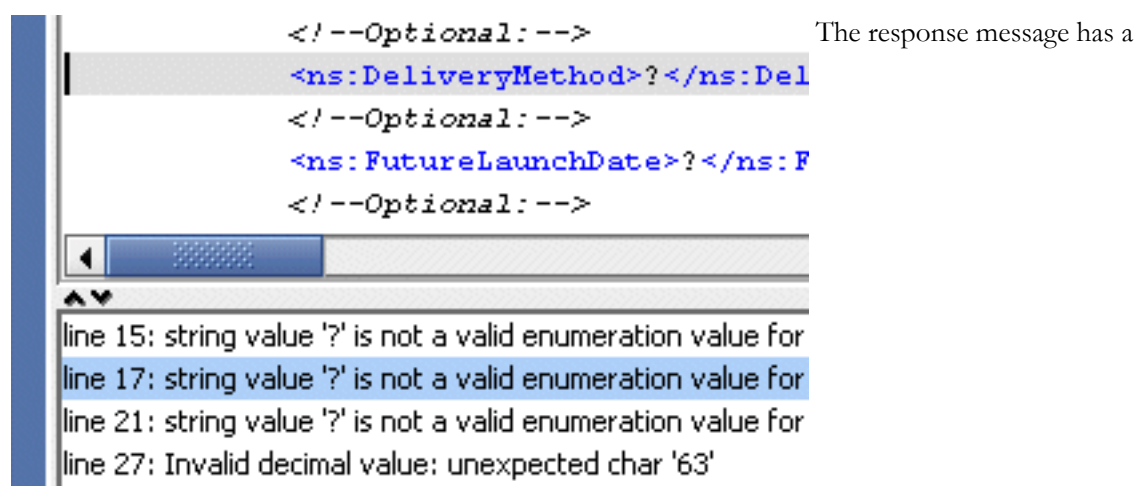 <!--Optional:-->
The response message has a
<ns:DeliveryMethod>?</ns:Del
<!--Optional:-->
<ns:FutureLaunchDate>?</ns:F
<!--Optional:-->
line 15: string value '?' is not a valid enumeration value for
line 17: string value '?' is not a valid enumeration value for
line 21: string value '?' is not a valid enumeration value for
line 27: Invalid decimal value: unexpected char '63'